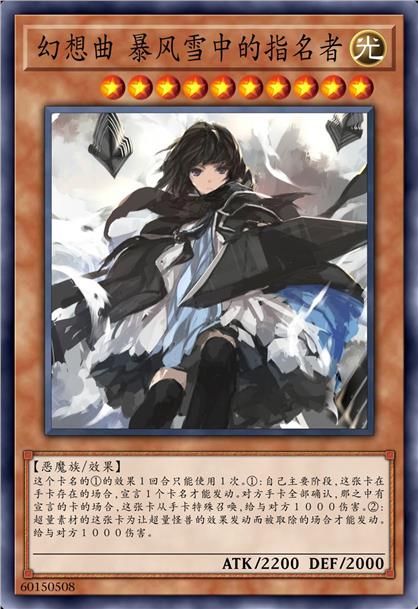 幻想曲 暴风雪中的指名者 光
【恶魔族/效果】
这个卡名的①的效果1回合只能使用1次。①:自己主要阶段,这张卡在
手卡存在的场合,宣言1个卡名才能发动。对方手卡全部确认,那之中有
宣言的卡的场合,这张卡从手卡特殊召唤,给与对方1000伤害。②:
超量素材的这张卡为让超量怪兽的效果发动而被取除的场合才能发动。
给与对方1000伤害。
ATK/2200 DEF/2000
60150508